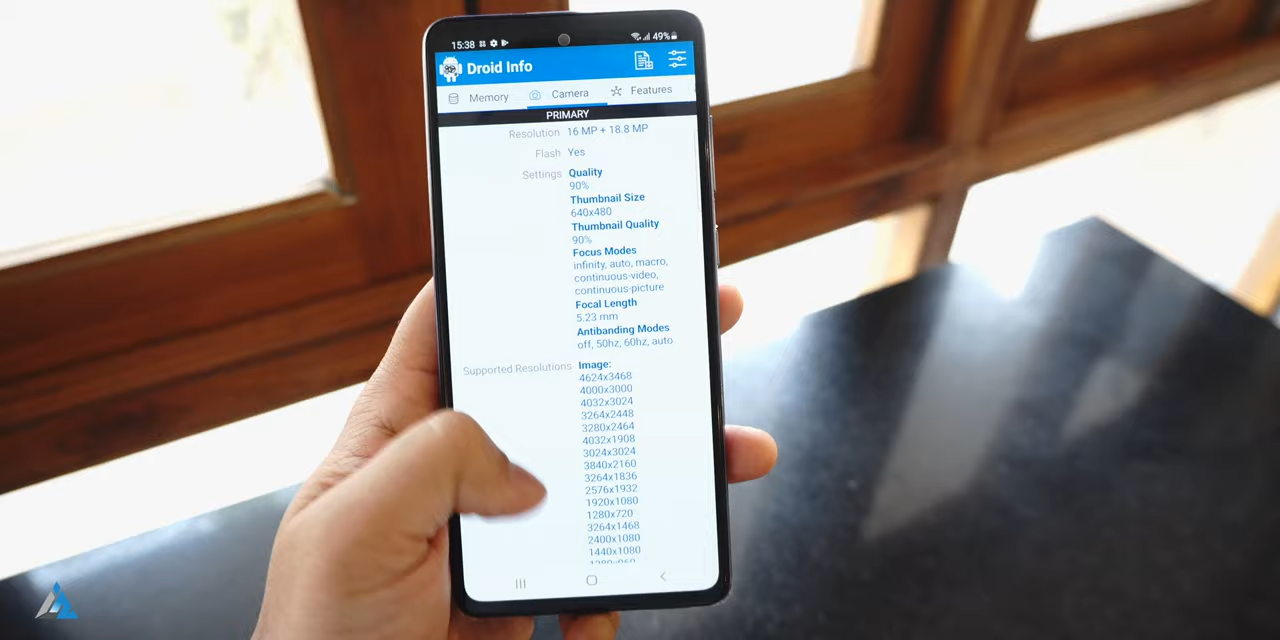 15:38 49%
Droid Info
Memory Camera Features
PRIMARY
Resolution 16 MP + 18.8 MP
Flash Yes
Settings Quality
90%
Thumbnail Size
640x480
Thumbnail Quality
90%
Focus Modes
infinity, auto, macro,
continuous-video,
continuous-picture
Focal Length
5.23 mm
Antibanding Modes
off, 50hz, 60hz, auto
Supported Resolutions Image:
4624x3468
4000x3000
4032x3024
3264x2448
3280x2464
4032x1908
3024x3024
3840x2160
3264x1836
2576x1932
1920x1080
1280x720
3264x1468
2400x1080
1440x1080